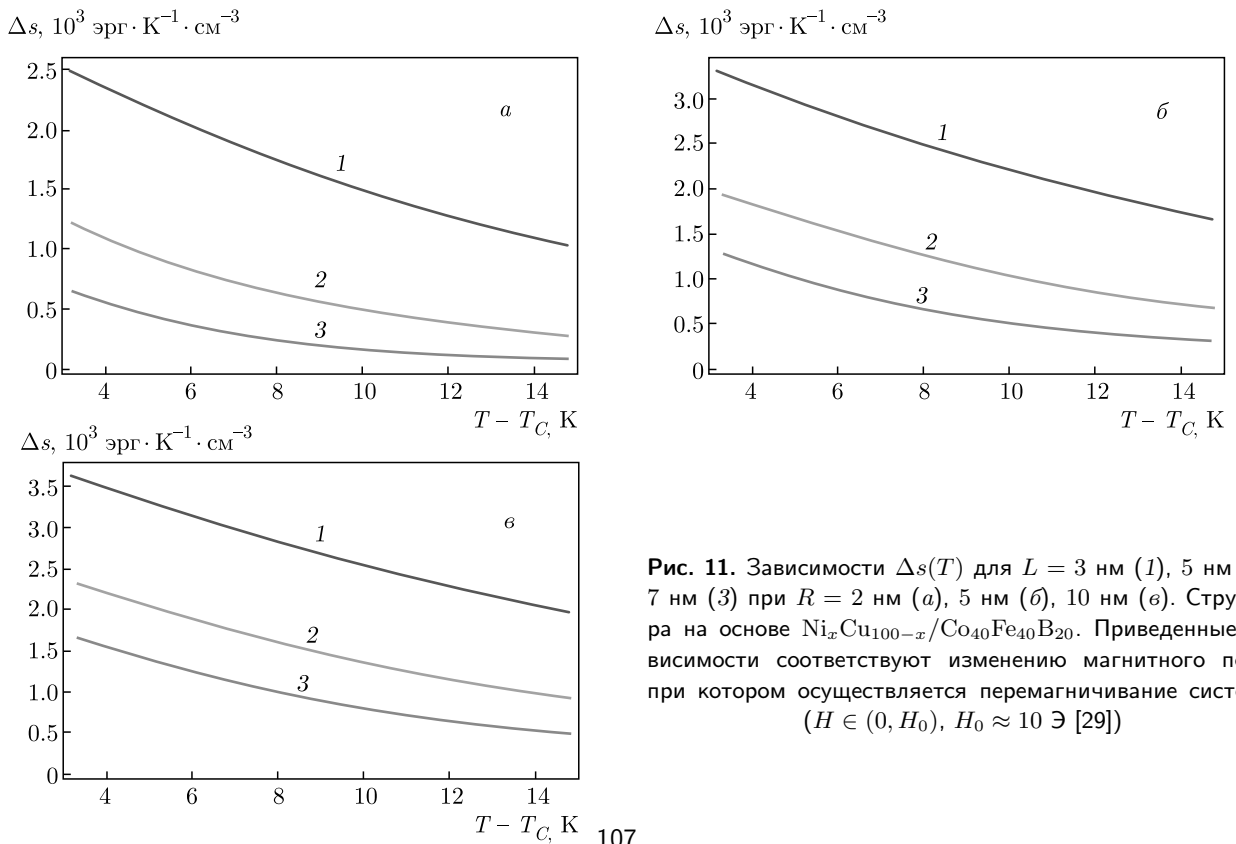 Δs, 10³ эрг·К⁻¹·см⁻³
2.5
2.0
1.5
1.0
0.5
0
а
1
2
3
4 6 8 10 12 14
T − T_C, К
Δs, 10³ эрг·К⁻¹·см⁻³
3.0
2.5
2.0
1.5
1.0
0.5
0
б
1
2
3
4 6 8 10 12 14
T − T_C, К
Δs, 10³ эрг·К⁻¹·см⁻³
3.5
3.0
2.5
2.0
1.5
1.0
0.5
0
в
1
2
3
4 6 8 10 12 14
T − T_C, К
Рис. 11. Зависимости Δs(T) для L = 3 нм (1), 5 нм
7 нм (3) при R = 2 нм (а), 5 нм (б), 10 нм (в). Стру
ра на основе NiₓCu₁₀₀₋ₓ/Co₄₀Fe₄₀B₂₀. Приведенные
висимости соответствуют изменению магнитного п
при котором осуществляется перемагничивание сист
(H ∈ (0, H₀), H₀ ≈ 10 Э [29])
107